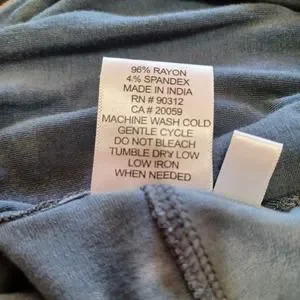 96% RAYON
4% SPANDEX
MADE IN INDIA
RN # 90312
CA # 20059
MACHINE WASH COLD
GENTLE CYCLE
DO NOT BLEACH
TUMBLE DRY LOW
LOW IRON
WHEN NEEDED